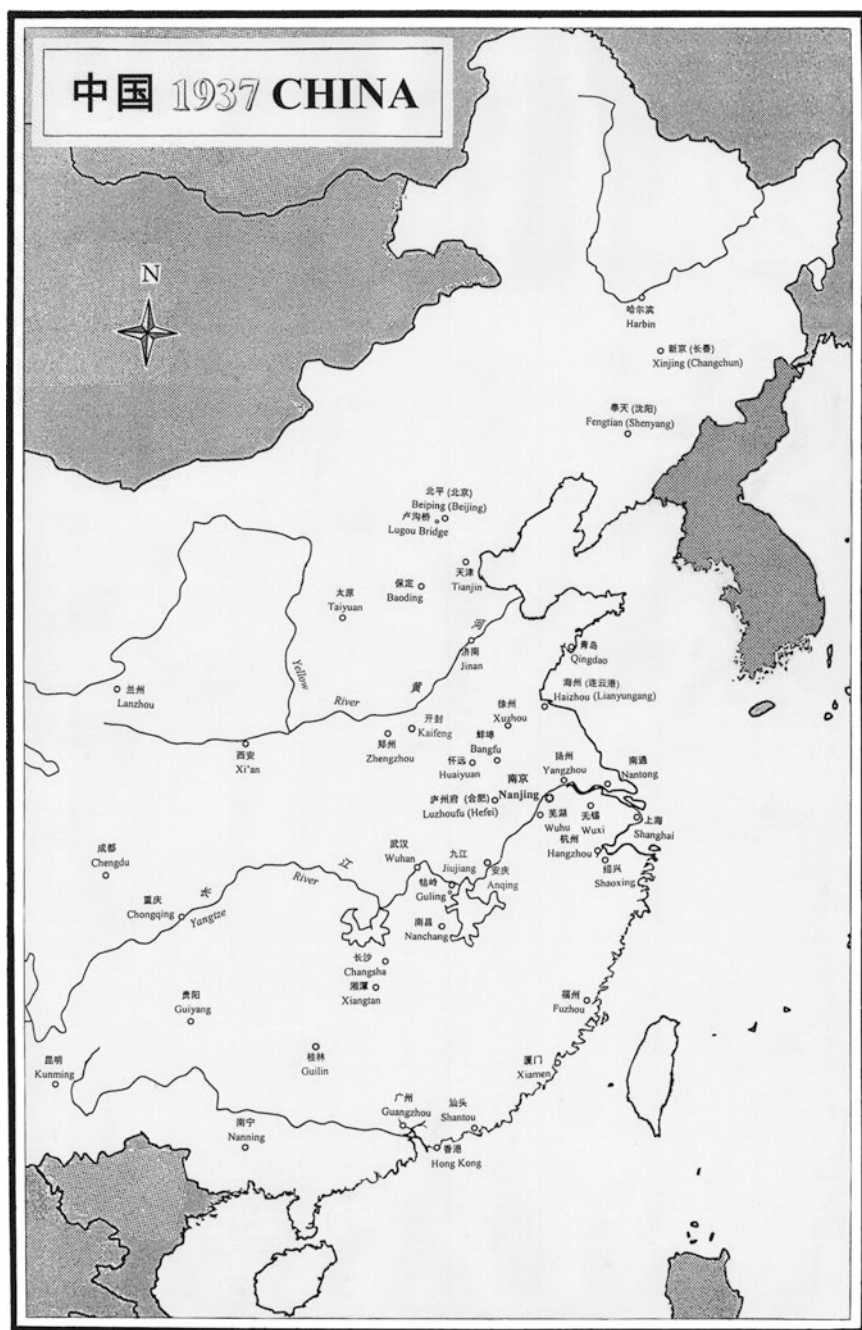 中国 1937 CHINA
N
哈尔滨
Harbin
新京 (长春)
Xinjing (Changchun)
奉天 (沈阳)
Fengtian (Shenyang)
北平 (北京)
Beiping (Beijing)
卢沟桥
Lugou Bridge
天津
Tianjin
保定
Baoding
太原
Taiyuan
河
济南
Jinan
青岛
Qingdao
Yellow
River
黄
兰州
Lanzhou
海州 (连云港)
Haizhou (Lianyungang)
徐州
Xuzhou
开封
Kaifeng
郑州
Zhengzhou
西安
Xi'an
蚌埠
Bangfu
怀远
Huaiyuan
扬州
Yangzhou
南通
Nantong
南京
Nanjing
庐州府 (合肥)
Luzhoufu (Hefei)
芜湖
Wuhu
无锡
Wuxi
上海
Shanghai
杭州
Hangzhou
绍兴
Shaoxing
成都
Chengdu
武汉
Wuhan
九江
Jiujiang
安庆
Anqing
牯岭
Guling
江
River
长
Yangtze
重庆
Chongqing
南昌
Nanchang
长沙
Changsha
湘潭
Xiangtan
贵阳
Guiyang
福州
Fuzhou
昆明
Kunming
桂林
Guilin
厦门
Xiamen
广州
Guangzhou
汕头
Shantou
南宁
Nanning
香港
Hong Kong